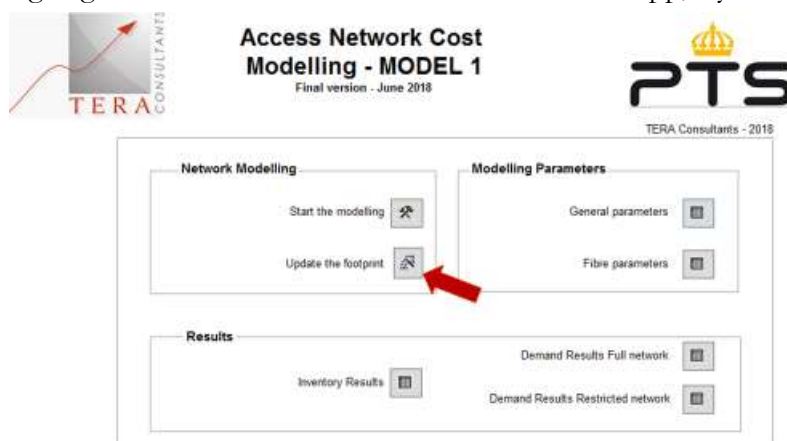 TERA
CONSULTANTS
Access Network Cost
Modelling - MODEL 1
Final version - June 2018
PTS
TERA Consultants - 2018
Network Modelling
Start the modelling
Update the footprint
Modelling Parameters
General parameters
Fibre parameters
Results
Inventory Results
Demand Results Full network
Demand Results Restricted network